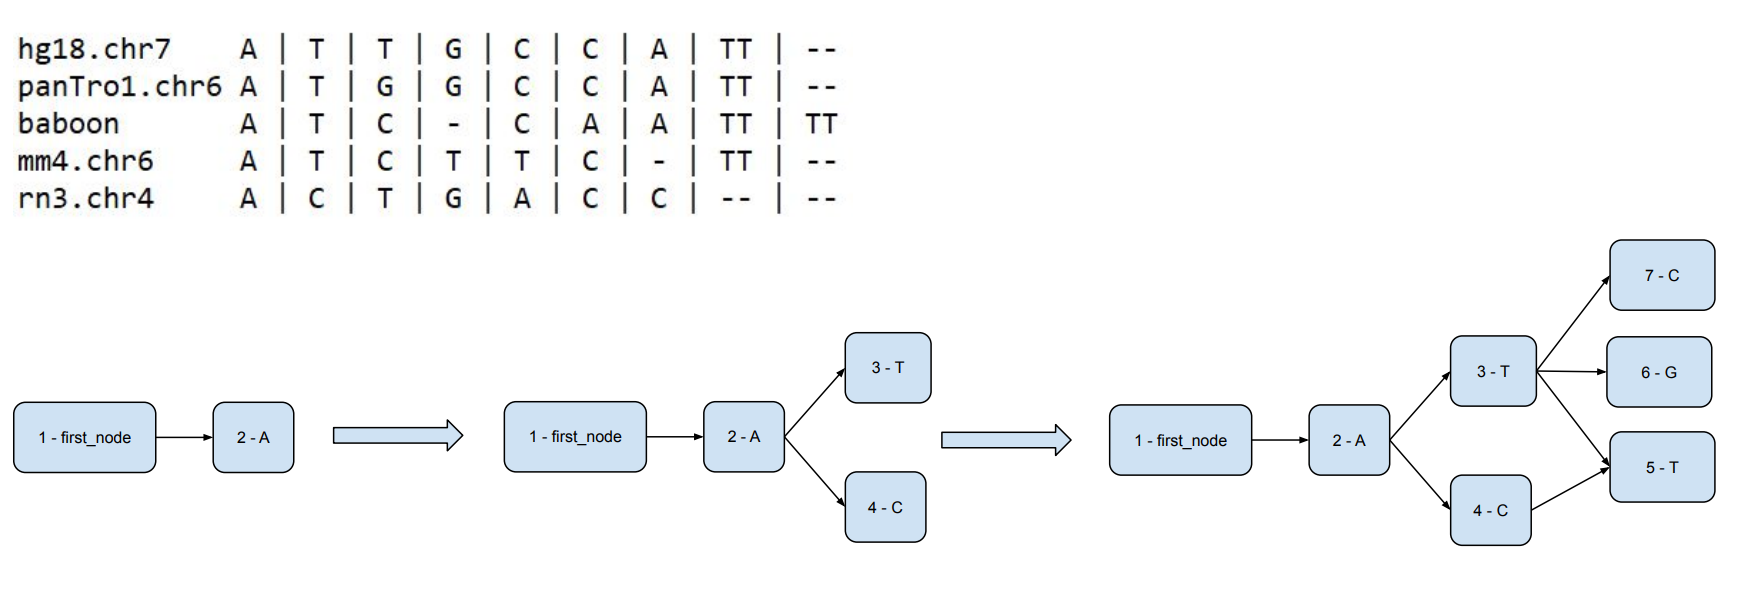 hg18.chr7 A | T | T | G | C | C | A | TT | --
panTro1.chr6 A | T | G | G | C | C | A | TT | --
baboon A | T | C | - | C | A | A | TT | TT
mm4.chr6 A | T | C | T | T | C | - | TT | --
rn3.chr4 A | C | T | G | A | C | C | -- | --
1 - first_node
2 - A
1 - first_node
2 - A
3 - T
4 - C
1 - first_node
2 - A
3 - T
4 - C
7 - C
6 - G
5 - T